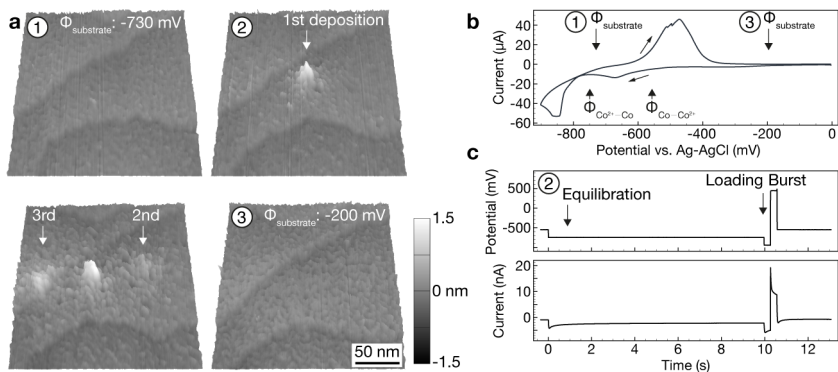 a
1 Φsubstrate: -730 mV
2 1st deposition
3rd 2nd
3 Φsubstrate: -200 mV
1.5
0 nm
-1.5
50 nm
b
1 Φsubstrate 3 Φsubstrate
Current (µA)
40
20
0
-20
-40
-60
ΦCo²⁺—Co ΦCo—Co²⁺
-800 -600 -400 -200 0
Potential vs. Ag-AgCl (mV)
c
2 Equilibration Loading Burst
Potential (mV)
500
0
-500
Current (nA)
20
10
0
0 2 4 6 8 10 12
Time (s)